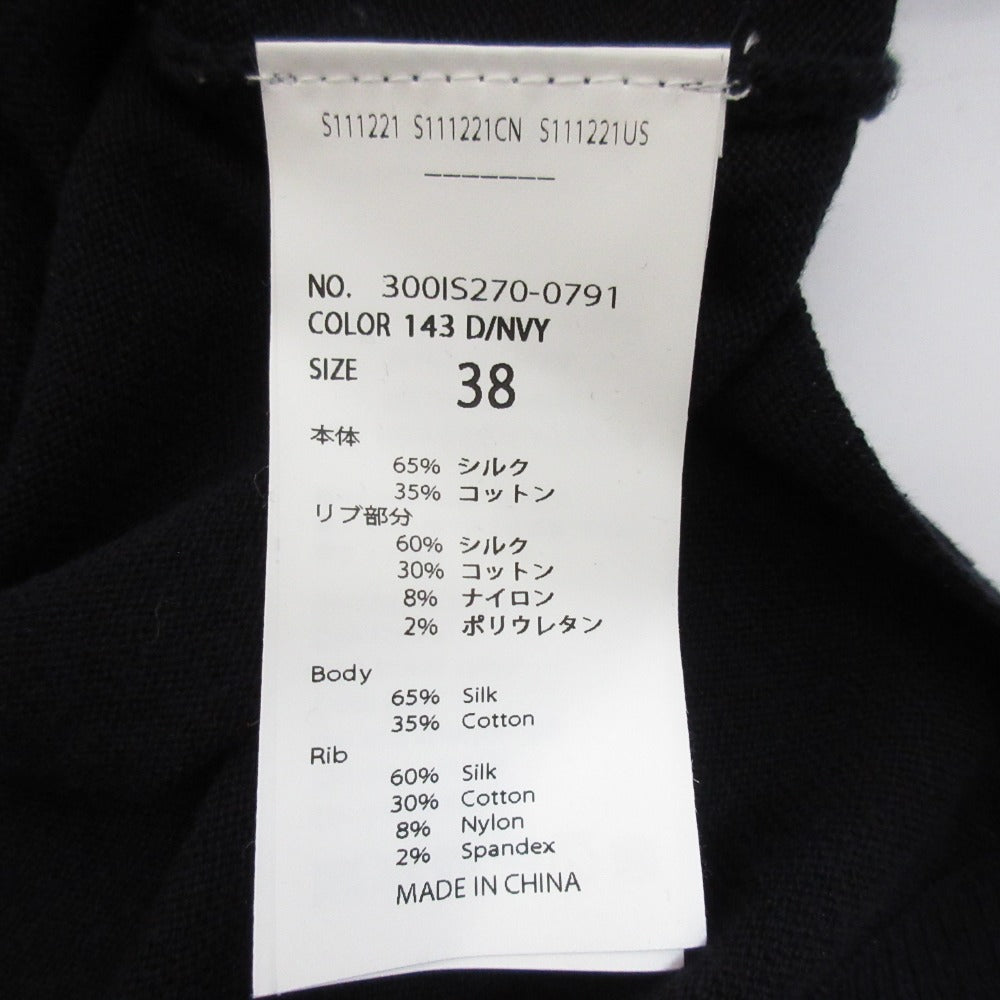 S111221 S111221CN S111221US
-------
NO. 300IS270-0791
COLOR 143 D/NVY
SIZE 38
本体
65% シルク
35% コットン
リブ部分
60% シルク
30% コットン
8% ナイロン
2% ポリウレタン
Body
65% Silk
35% Cotton
Rib
60% Silk
30% Cotton
8% Nylon
2% Spandex
MADE IN CHINA